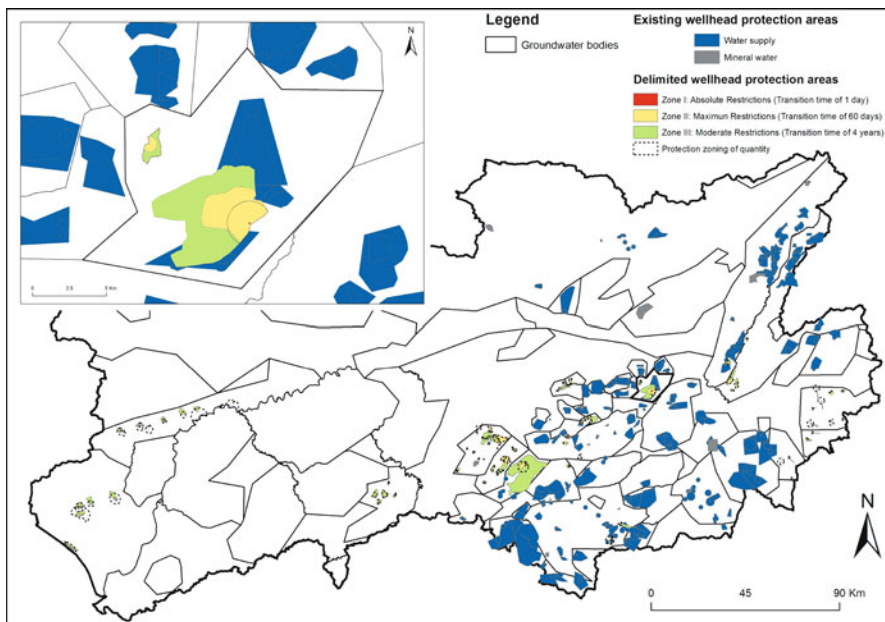 N
0
2.5
5 Km
Legend
Groundwater bodies
Existing wellhead protection areas
Water supply
Mineral water
Delimited wellhead protection areas
Zone I: Absolute Restrictions (Transition time of 1 day)
Zone II: Maximun Restrictions (Transition time of 60 days)
Zone III: Moderate Restrictions (Transition time of 4 years)
Protection zoning of quantity
N
0
45
90 Km